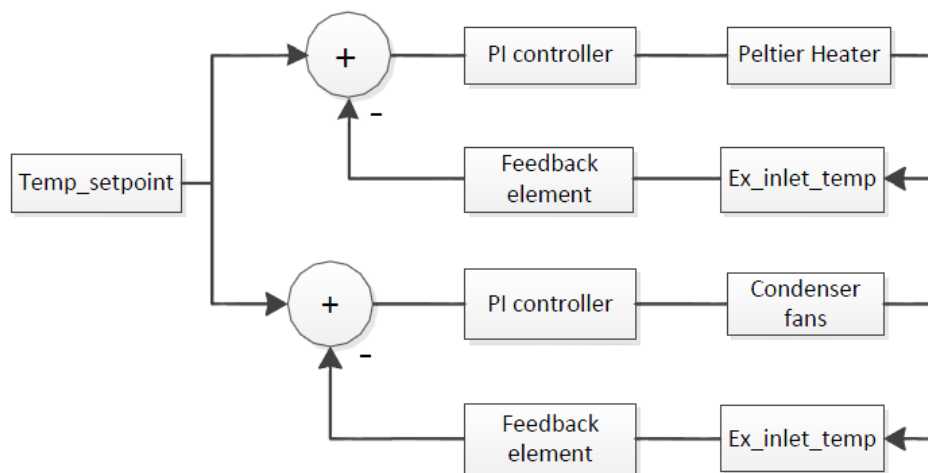 +
PI controller
Peltier Heater
-
Temp_setpoint
Feedback
element
Ex_inlet_temp
+
PI controller
Condenser
fans
-
Feedback
element
Ex_inlet_temp